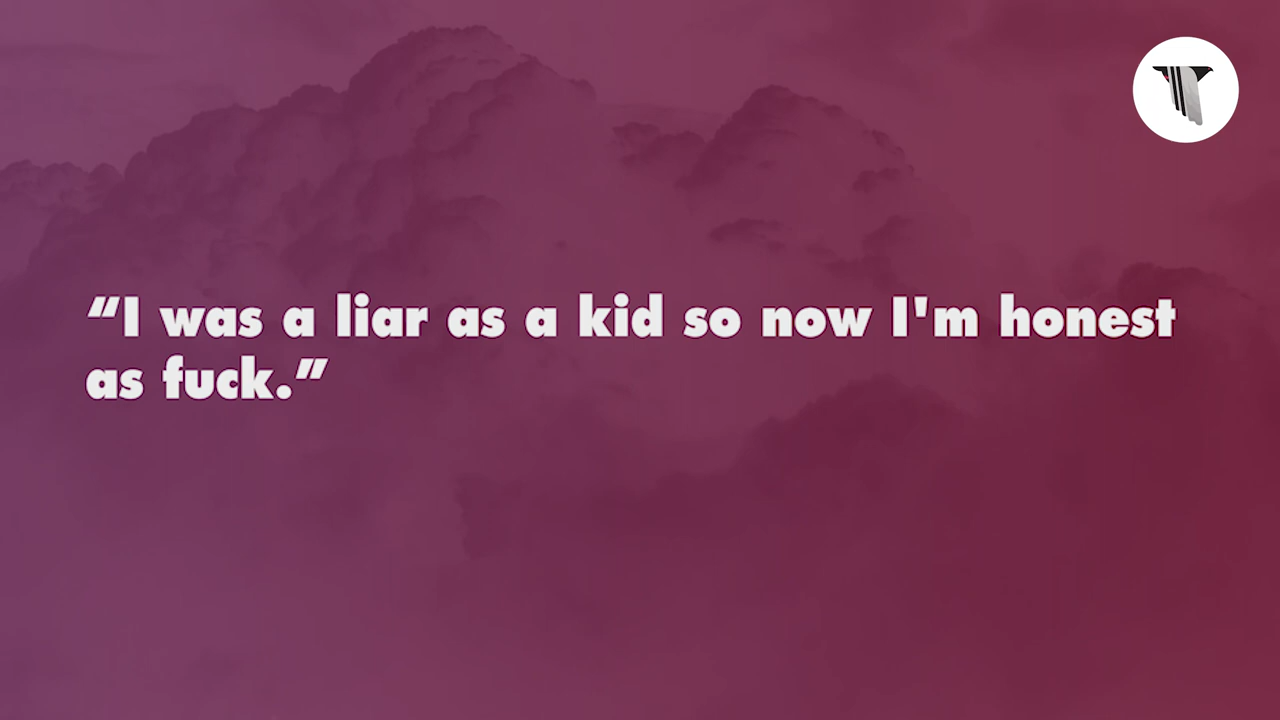 “I was a liar as a kid so now I'm honest
as fuck.”